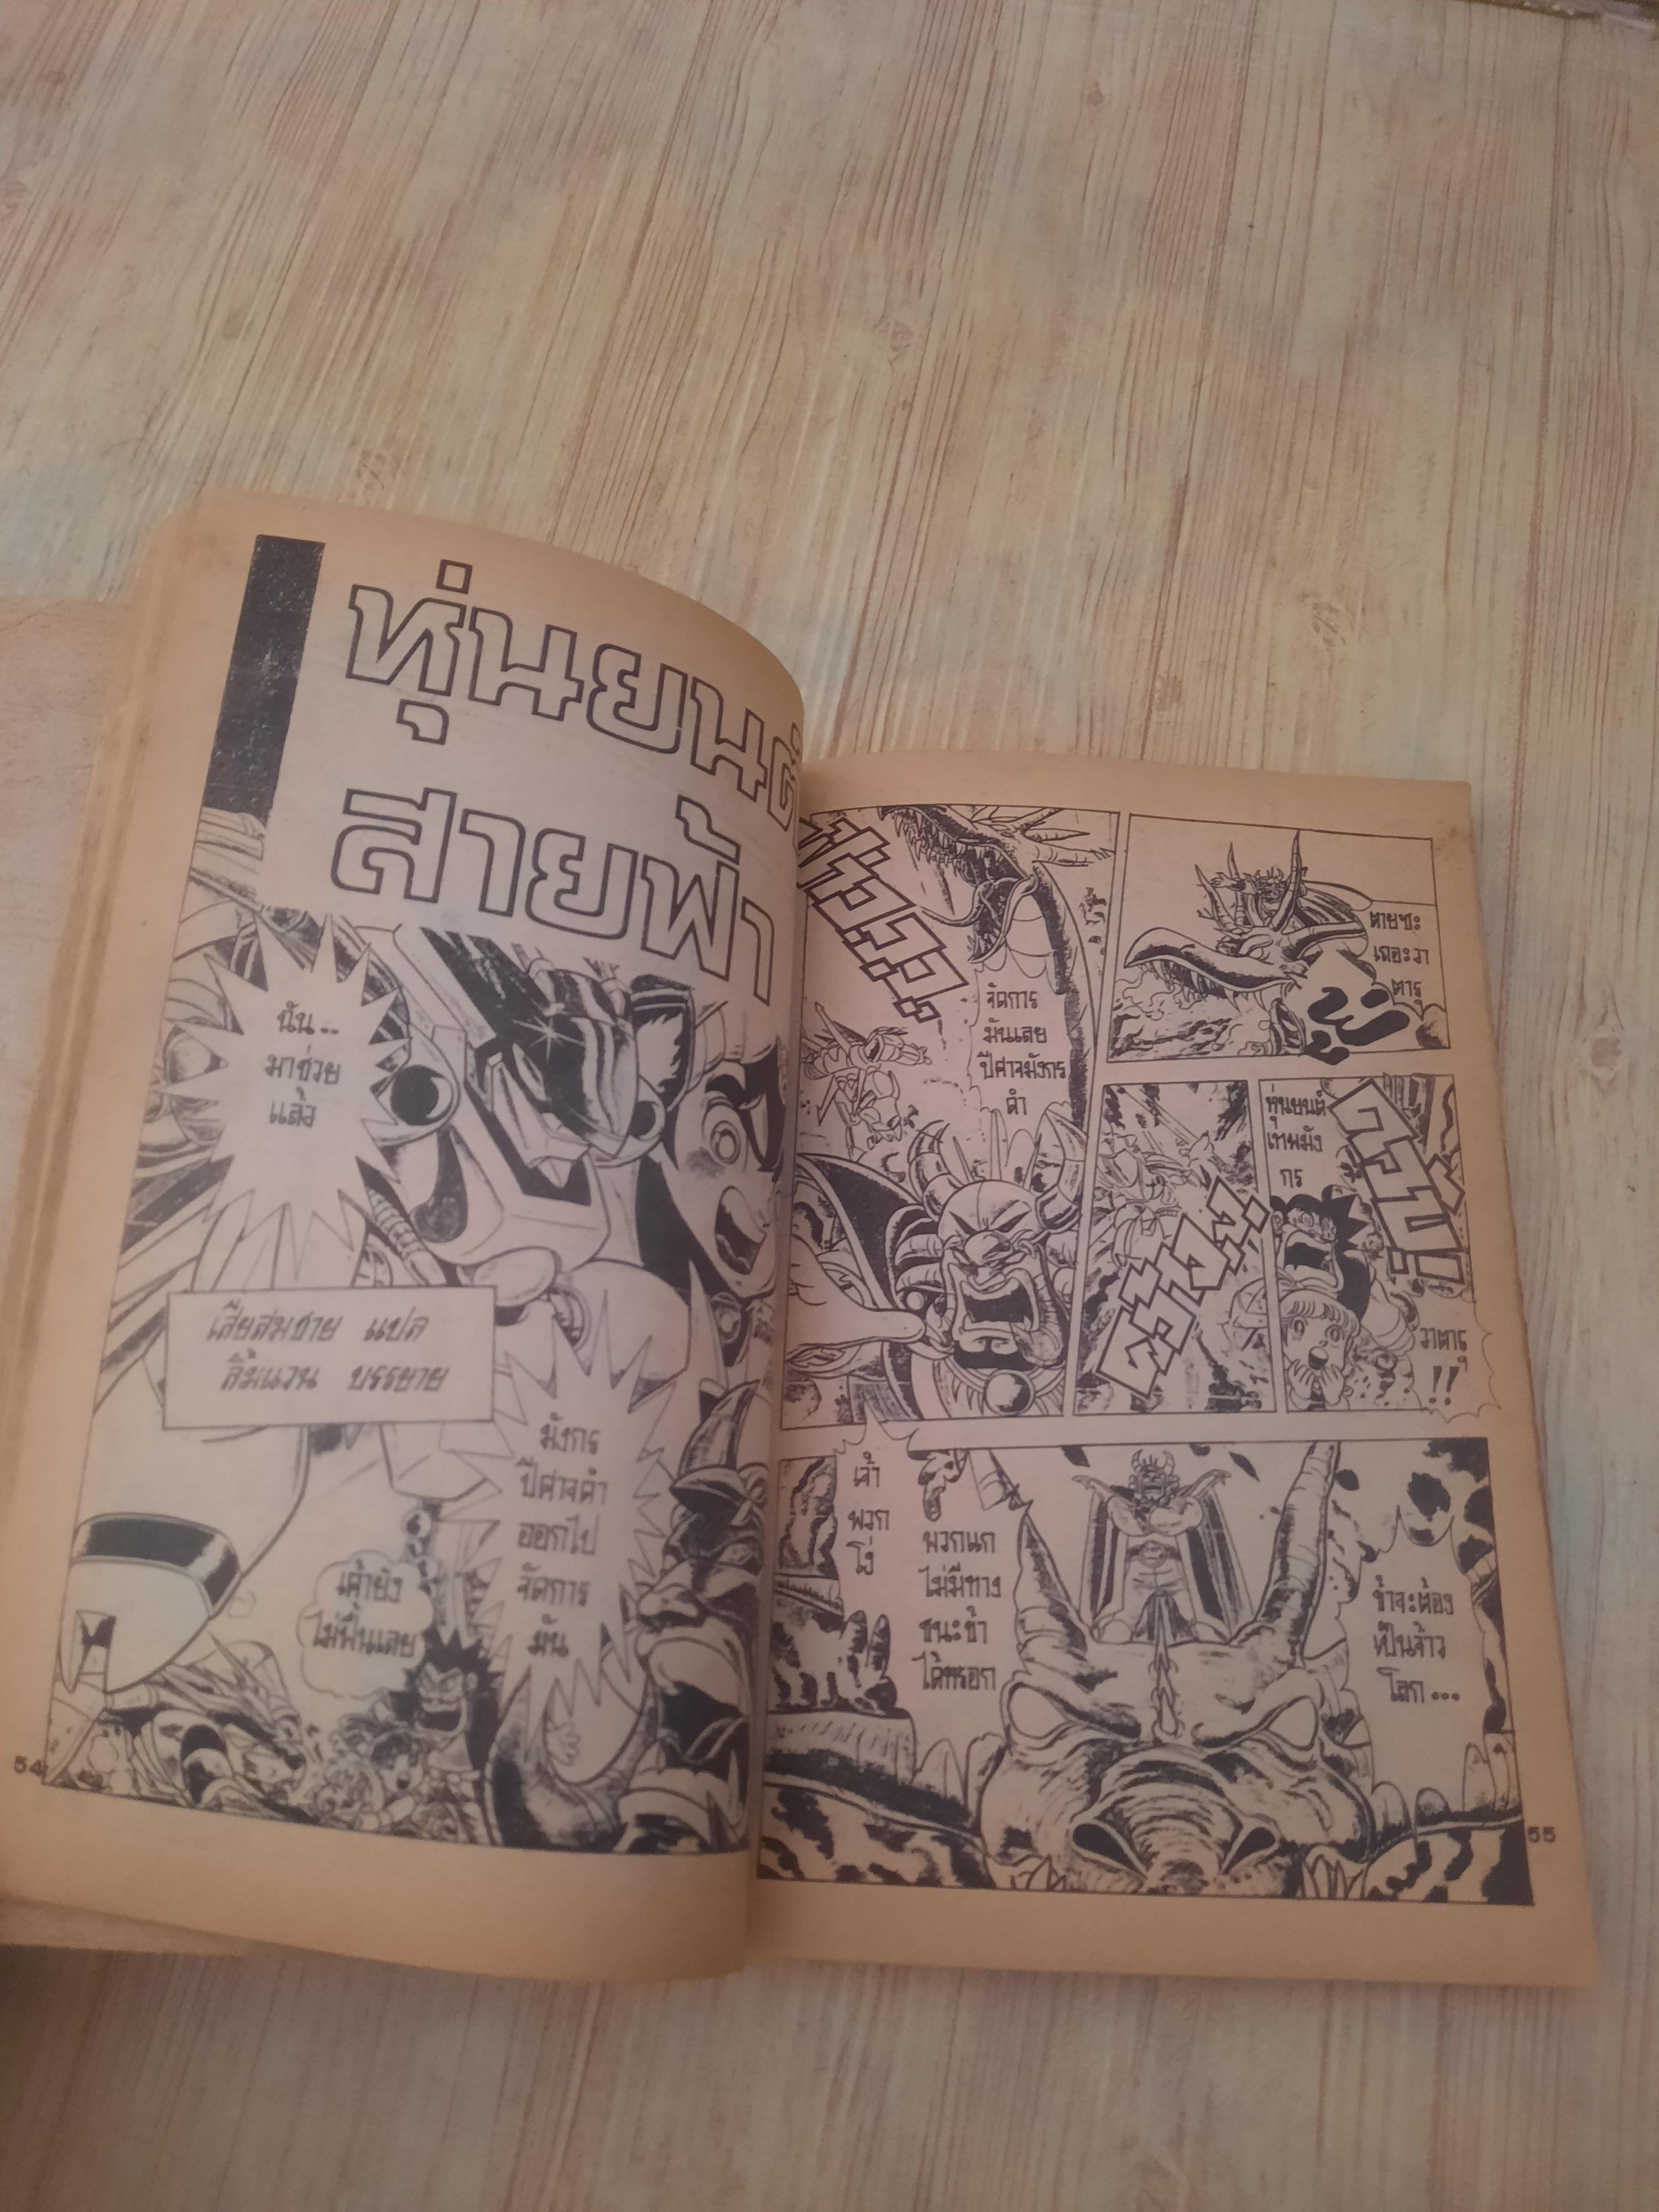 หุ่นยนต์
สายฟ้า
นั่น..
มาช่วย
แล้ว
เสี่ยสมชาย แปล
ลิ้มแวน บรรยาย
มังกร
ปีศาจดำ
ออกไป
จัดการ
มัน
เค้ายัง
ไม่ฟื้นเลย
54
จัดการ
มันเลย
ปีศาจมังกร
ดำ
ตายซะ
เถอะวา
ตารุ
หุ่นยนต์
เทพมัง
กร
วาตารุ
!!
เจ้า
พวก
โง่
พวกแก
ไม่มีทาง
ชนะข้า
ได้หรอก
ข้าจะต้อง
เป็นจ้าว
โลก...
55